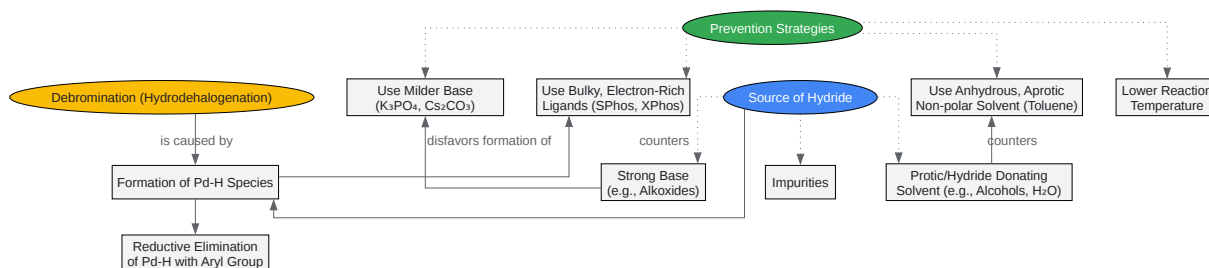 Prevention Strategies
Debromination (Hydrodehalogenation)
Use Milder Base
(K₃PO₄, Cs₂CO₃)
Use Bulky, Electron-Rich
Ligands (SPhos, XPhos)
Source of Hydride
Use Anhydrous, Aprotic
Non-polar Solvent (Toluene)
Lower Reaction
Temperature
is caused by
disfavors formation of
counters
counters
Formation of Pd-H Species
Strong Base
(e.g., Alkoxides)
Impurities
Protic/Hydride Donating
Solvent (e.g., Alcohols, H₂O)
Reductive Elimination
of Pd-H with Aryl Group